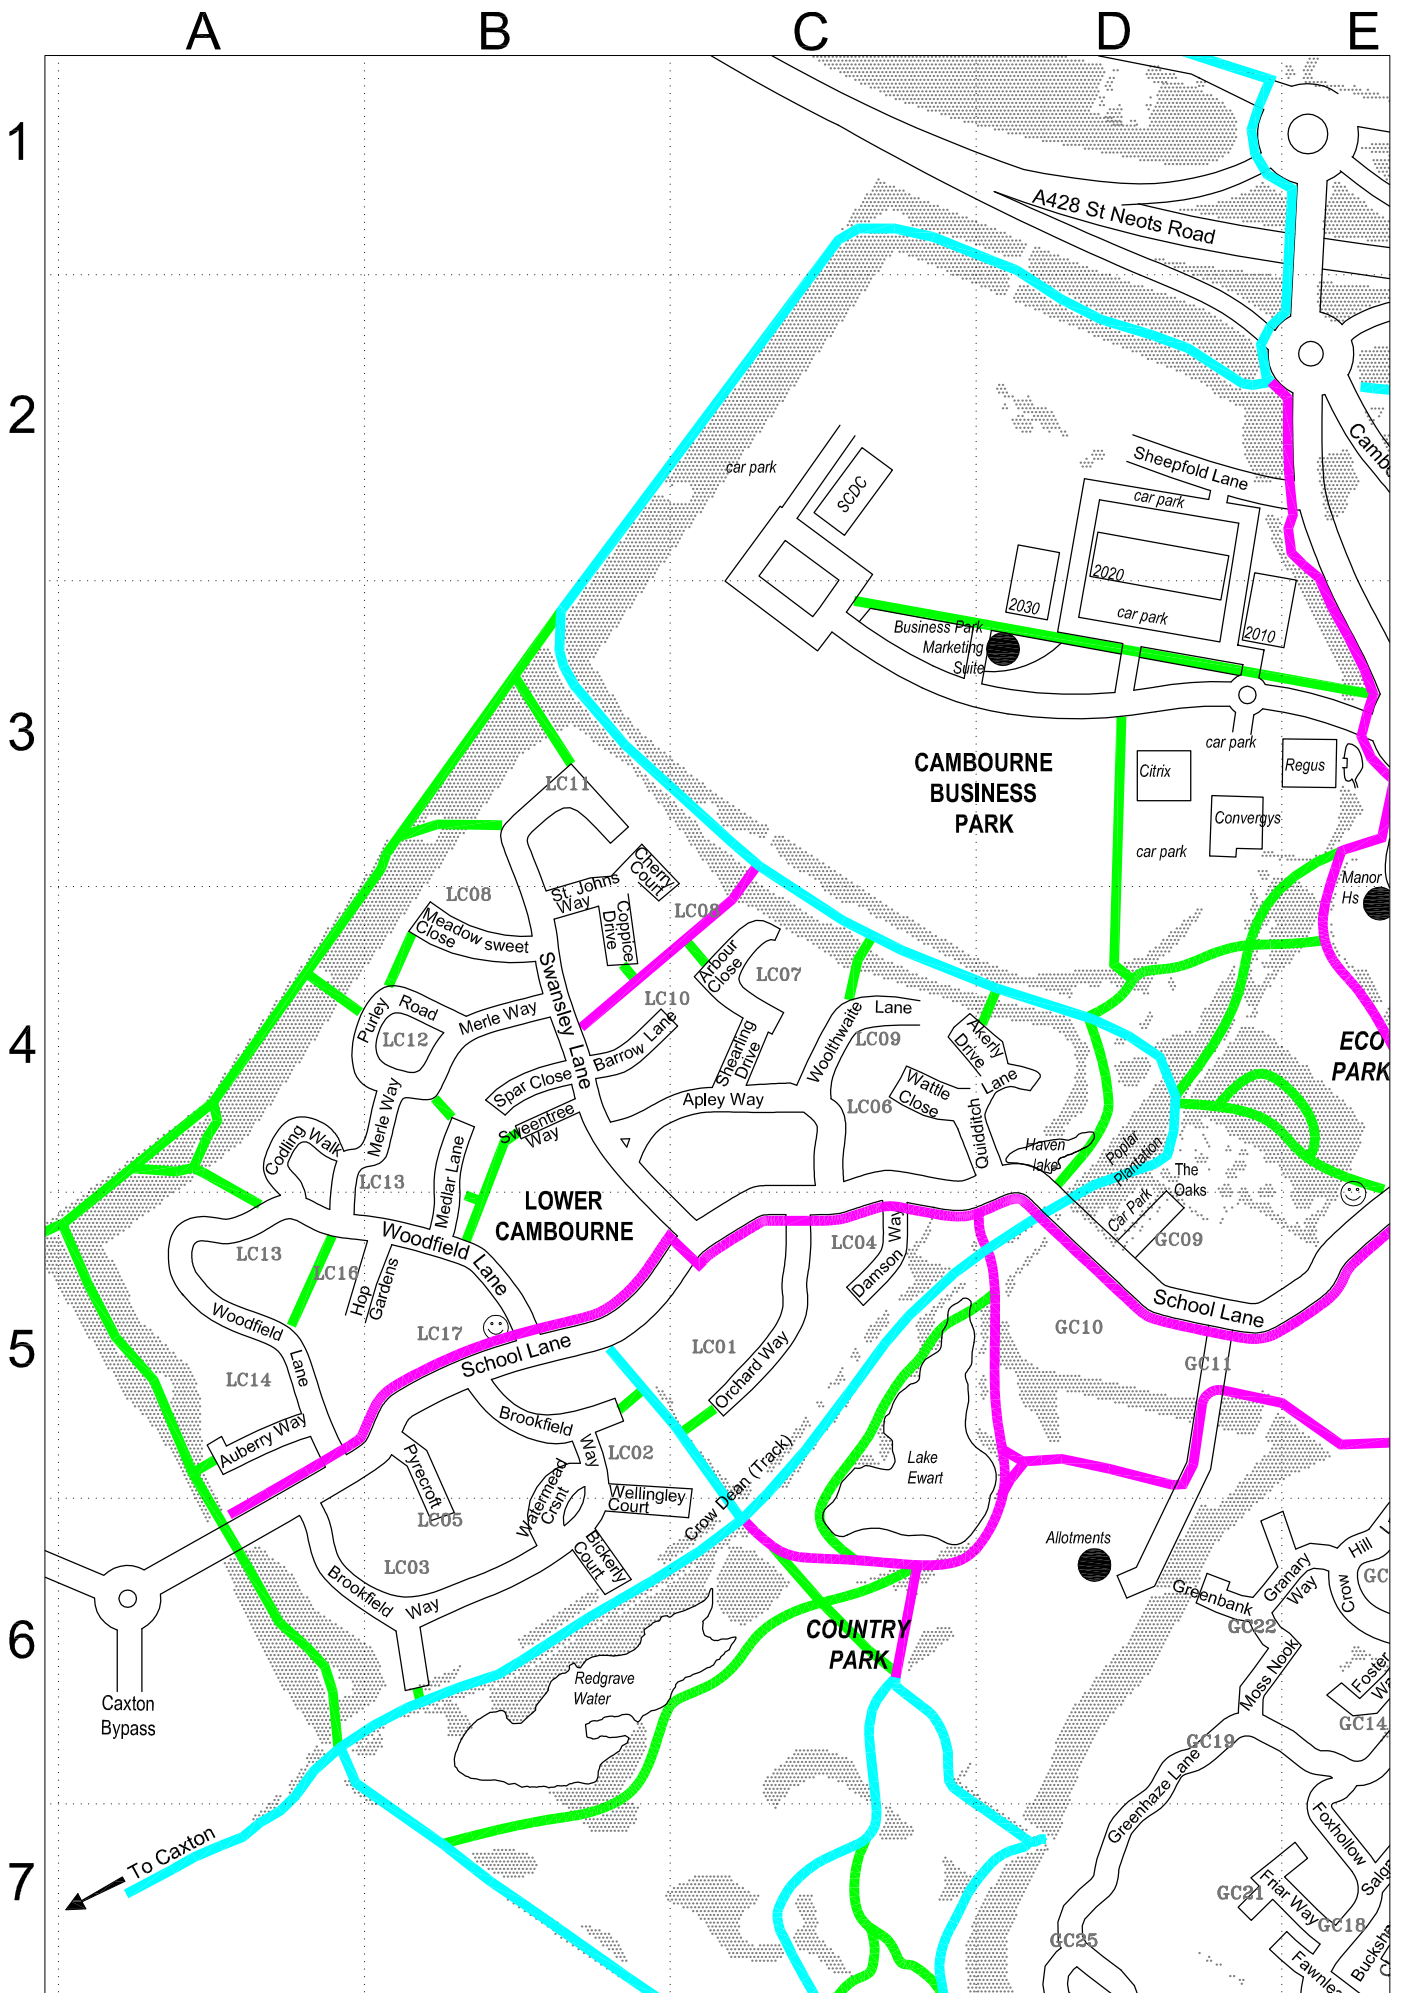 A B C D E
1
A428 St Neots Road
2
car park
SCDC
Sheepfold Lane
car park
2020
2030
car park
2010
Business Park
Marketing
Suite
3
car park
CAMBOURNE
BUSINESS
PARK
Citrix
Regus
Convergys
car park
LC11
Cherry
Court
St. Johns
Way
LC08
Coppice
Drive
LC08
Manor
Hs
Meadow sweet
Close
Arbour
Close
LC07
Swansley Lane
LC10
Purley Road
Merle Way
LC12
Barrow Lane
Shearling
Drive
Woolthwaite Lane
LC09
Akerly
Drive
4
ECO
PARK
Spar Close
Apley Way
Wattle
Close
LC06
Quidditch Lane
Sweentree
Way
Merle Way
Codling Walk
Medlar Lane
LC13
Haven
lake
Poplar
Plantation
The
Oaks
LOWER
CAMBOURNE
Car Park
GC09
Woodfield Lane
LC13
LC16
Hop
Gardens
LC04
Damson Way
School Lane
Woodfield Lane
LC17
School Lane
LC01
Orchard Way
GC10
GC11
5
LC14
Auberry Way
Brookfield Way
Pyrecroft
LC02
Watermead
Crsnt
Wellingley
Court
Lake
Ewart
Crow Dean (Track)
LC05
Bickerly
Court
LC03
Brookfield Way
Allotments
Greenbank
Granary
Way
Hill
Crow
GC22
6
COUNTRY
PARK
Redgrave
Water
Moss Nook
Foster
GC14
Caxton
Bypass
GC19
Greenhaze Lane
Foxhollow
To Caxton
7
GC21
Friar Way
GC18
GC25